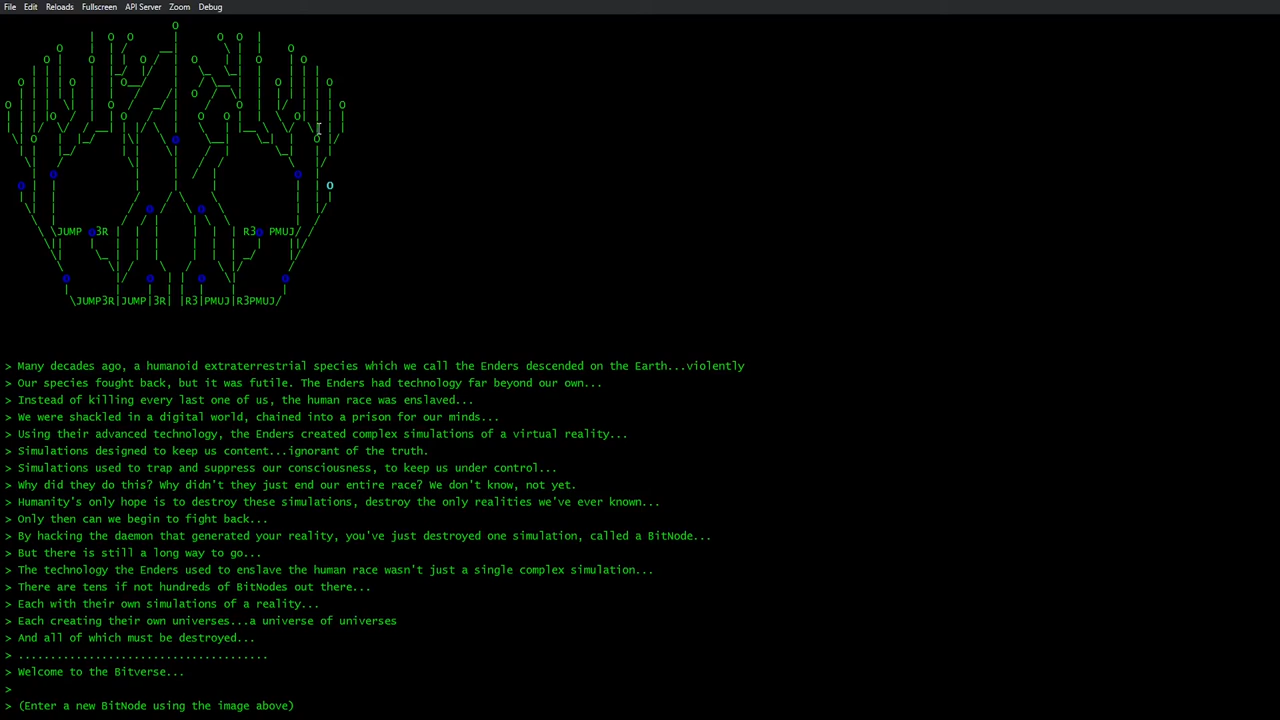 File Edit Reloads Fullscreen API Server Zoom Debug
\ \JUMP 3R | | | | | | R3 PMUJ/ /
\JUMP3R|JUMP|3R| |R3|PMUJ|R3PMUJ/
> Many decades ago, a humanoid extraterrestrial species which we call the Enders descended on the Earth...violently
> Our species fought back, but it was futile. The Enders had technology far beyond our own...
> Instead of killing every last one of us, the human race was enslaved...
> We were shackled in a digital world, chained into a prison for our minds...
> Using their advanced technology, the Enders created complex simulations of a virtual reality...
> Simulations designed to keep us content...ignorant of the truth.
> Simulations used to trap and suppress our consciousness, to keep us under control...
> Why did they do this? Why didn't they just end our entire race? We don't know, not yet.
> Humanity's only hope is to destroy these simulations, destroy the only realities we've ever known...
> Only then can we begin to fight back...
> By hacking the daemon that generated your reality, you've just destroyed one simulation, called a BitNode...
> But there is still a long way to go...
> The technology the Enders used to enslave the human race wasn't just a single complex simulation...
> There are tens if not hundreds of BitNodes out there...
> Each with their own simulations of a reality...
> Each creating their own universes...a universe of universes
> And all of which must be destroyed...
> .......................................
> Welcome to the Bitverse...
>
> (Enter a new BitNode using the image above)